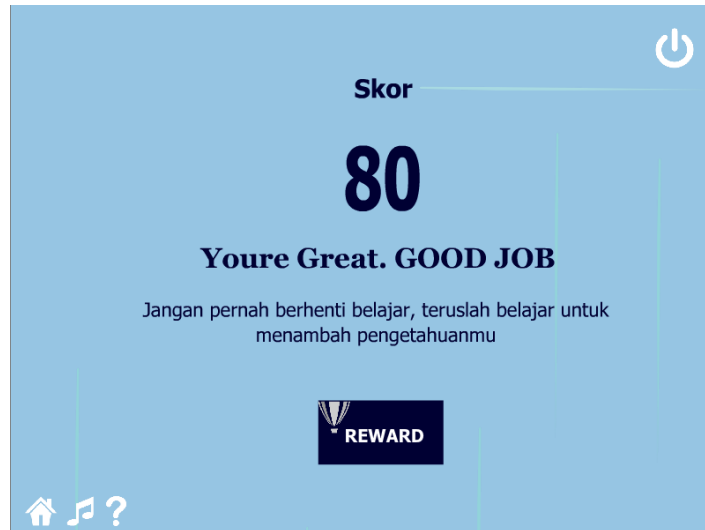 Skor
80
Youre Great. GOOD JOB
Jangan pernah berhenti belajar, teruslah belajar untuk
menambah pengetahuanmu
REWARD
?